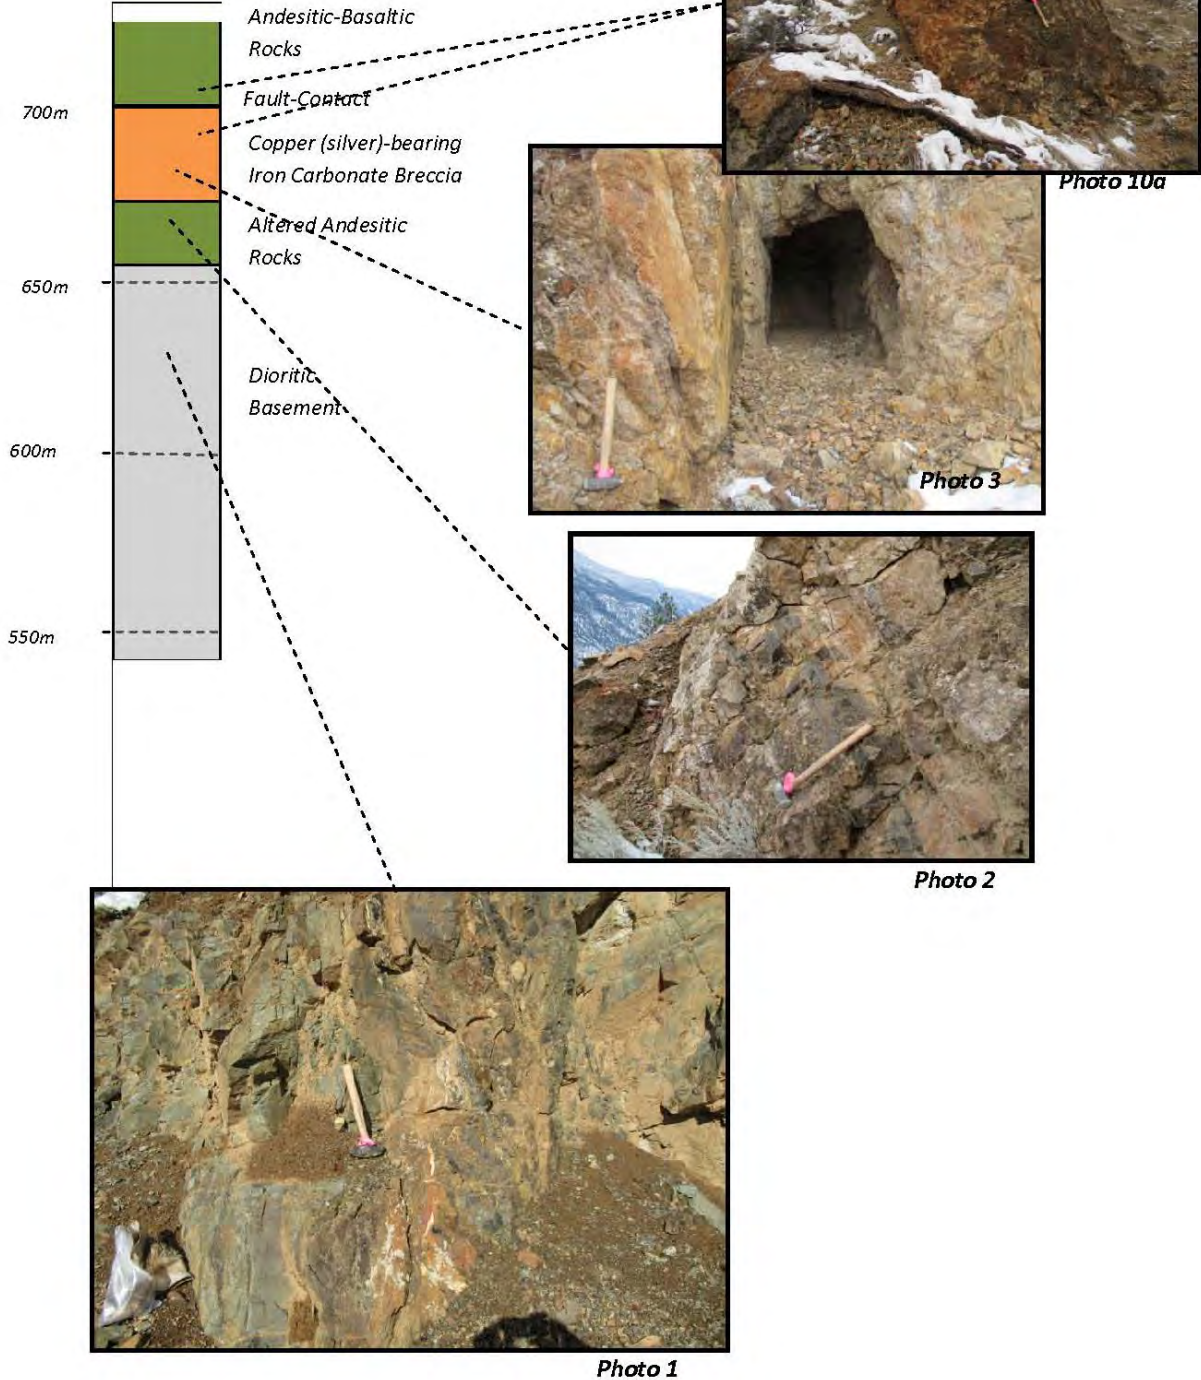 Andesitic-Basaltic
Rocks
700m
Fault-Contact
Copper (silver)-bearing
Iron Carbonate Breccia
Photo 10a
Altered Andesitic
Rocks
650m
Dioritic
Basement
600m
Photo 3
550m
Photo 2
Photo 1